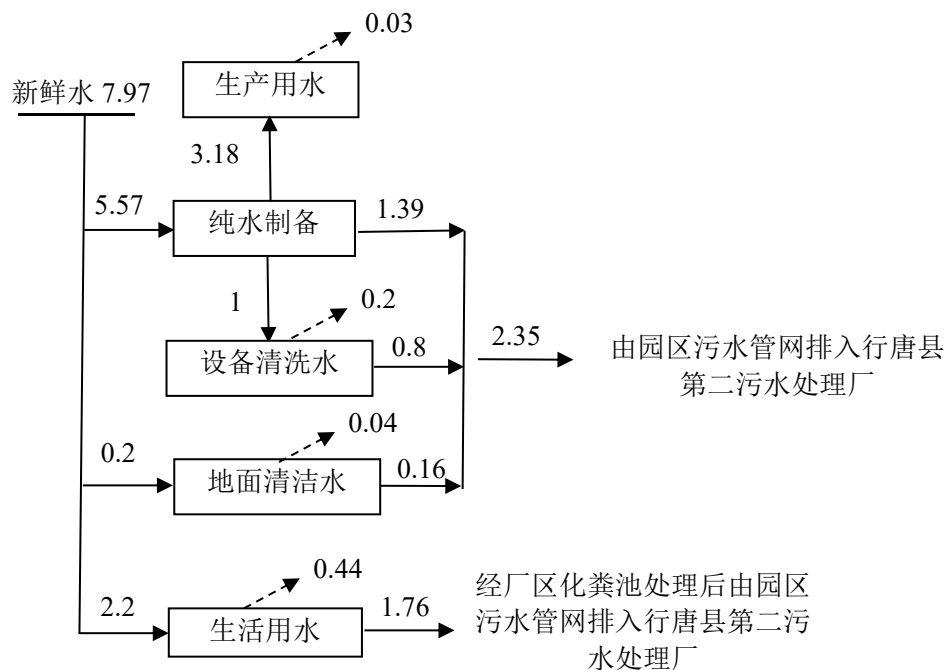 0.03
新鲜水 7.97
生产用水
3.18
5.57
纯水制备
1.39
1
0.2
设备清洗水
0.8
2.35
由园区污水管网排入行唐县
第二污水处理厂
0.04
0.2
地面清洁水
0.16
0.44
2.2
生活用水
1.76
经厂区化粪池处理后由园区
污水管网排入行唐县第二污
水处理厂